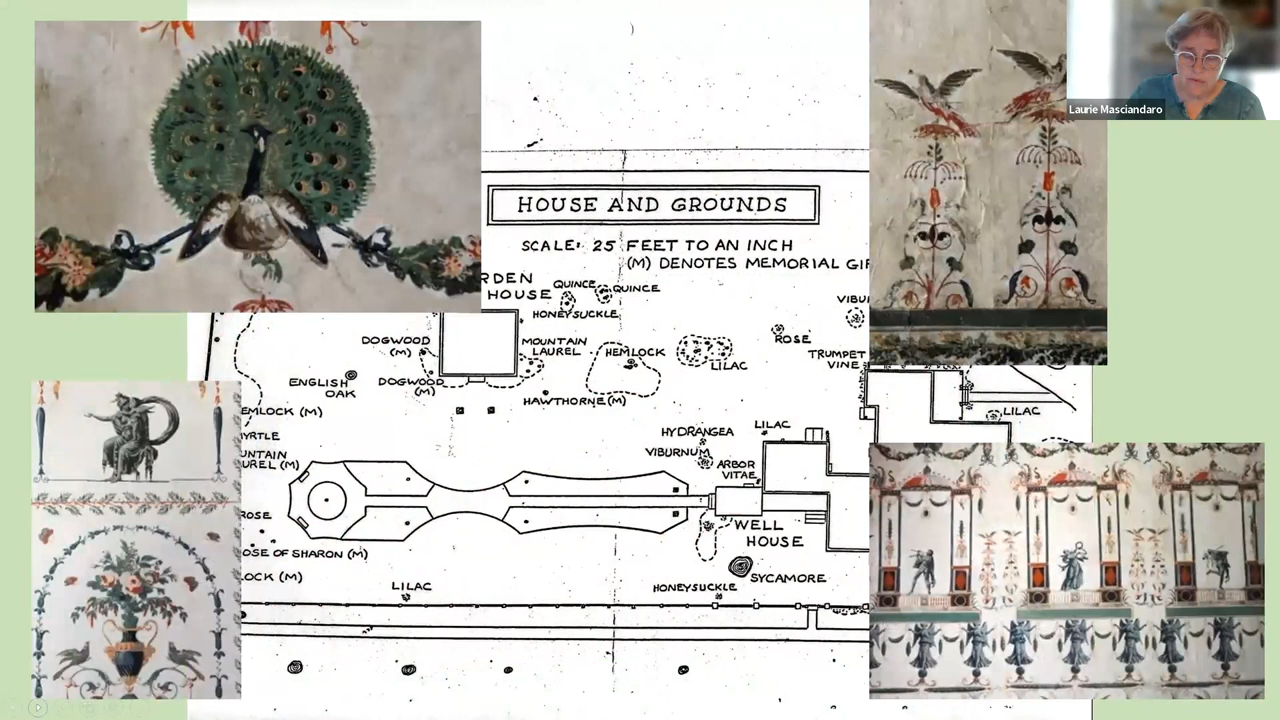 Laurie Masciandaro
HOUSE AND GROUNDS
SCALE: 25 FEET TO AN INCH
(M) DENOTES MEMORIAL GIF
RDEN
HOUSE
QUINCE
QUINCE
HONEYSUCKLE
VIBU
DOGWOOD
(M)
MOUNTAIN
LAUREL
HEMLOCK
ROSE
TRUMPET
VINE
LILAC
ENGLISH
OAK
DOGWOOD
(M)
HAWTHORNE (M)
LILAC
EMLOCK (M)
HYDRANGEA
LILAC
YRTLE
VIBURNUM
UNTAIN
UREL (M)
ARBOR
VITAE
ROSE
WELL
HOUSE
OSE OF SHARON (M)
LOCK (M)
SYCAMORE
LILAC
HONEYSUCKLE